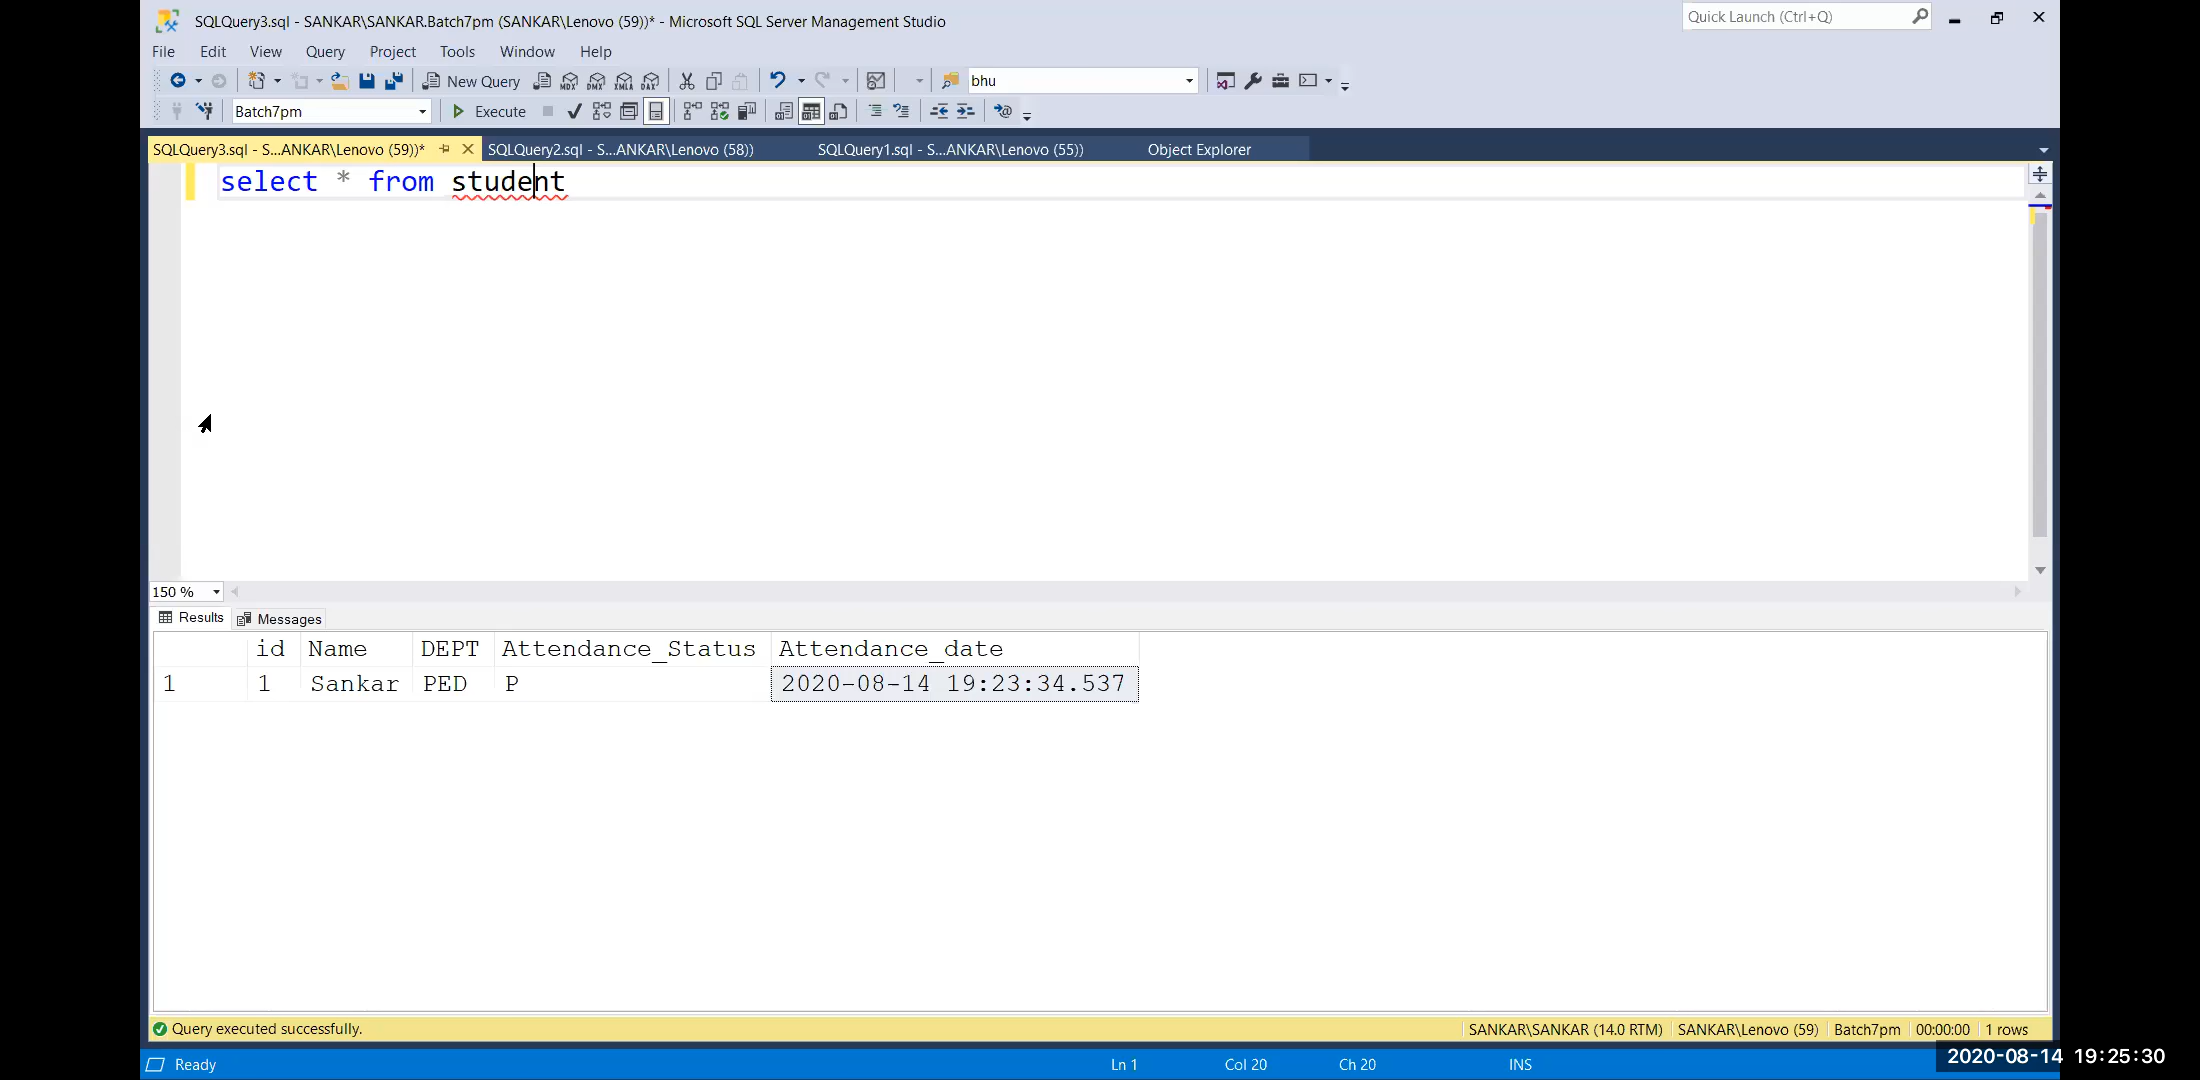 SQLQuery3.sql - SANKAR\SANKAR.Batch7pm (SANKAR\Lenovo (59))* - Microsoft SQL Server Management Studio
Quick Launch (Ctrl+Q)
File Edit View Query Project Tools Window Help
New Query MDX DMX XMLA DAX bhu
Batch7pm Execute
SQLQuery3.sql - S...ANKAR\Lenovo (59))* SQLQuery2.sql - S...ANKAR\Lenovo (58)) SQLQuery1.sql - S...ANKAR\Lenovo (55)) Object Explorer
select * from student
150 %
Results Messages
id Name DEPT Attendance_Status Attendance_date
1 1 Sankar PED P 2020-08-14 19:23:34.537
Query executed successfully. SANKAR\SANKAR (14.0 RTM) SANKAR\Lenovo (59) Batch7pm 00:00:00 1 rows
Ready Ln 1 Col 20 Ch 20 INS
2020-08-14 19:25:30